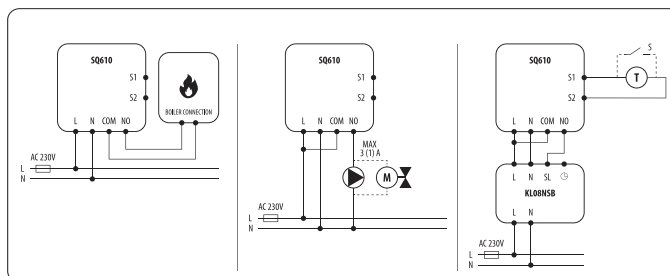 SQ610
S1
S2
BOILER CONNECTION
L N COM NO
AC 230V
L
N
SQ610
S1
S2
L N COM NO
MAX
3 (1) A
M
AC 230V
L
N
SQ610
S
S1
T
S2
L N COM NO
L N SL
KL08NSB
L N
AC 230V
L
N